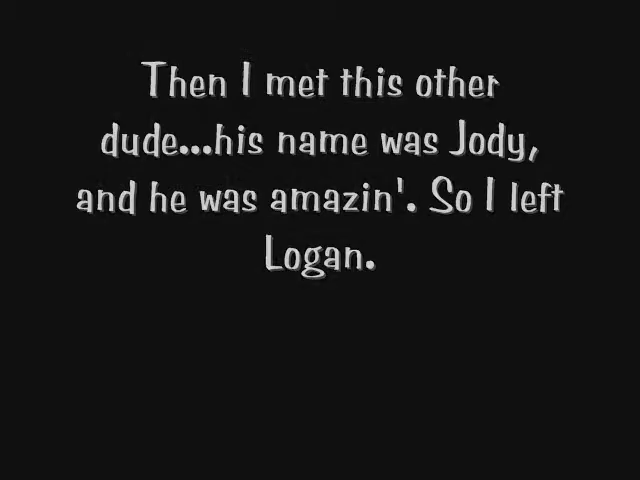 Then I met this other
dude...his name was Jody,
and he was amazin'. So I left
Logan.